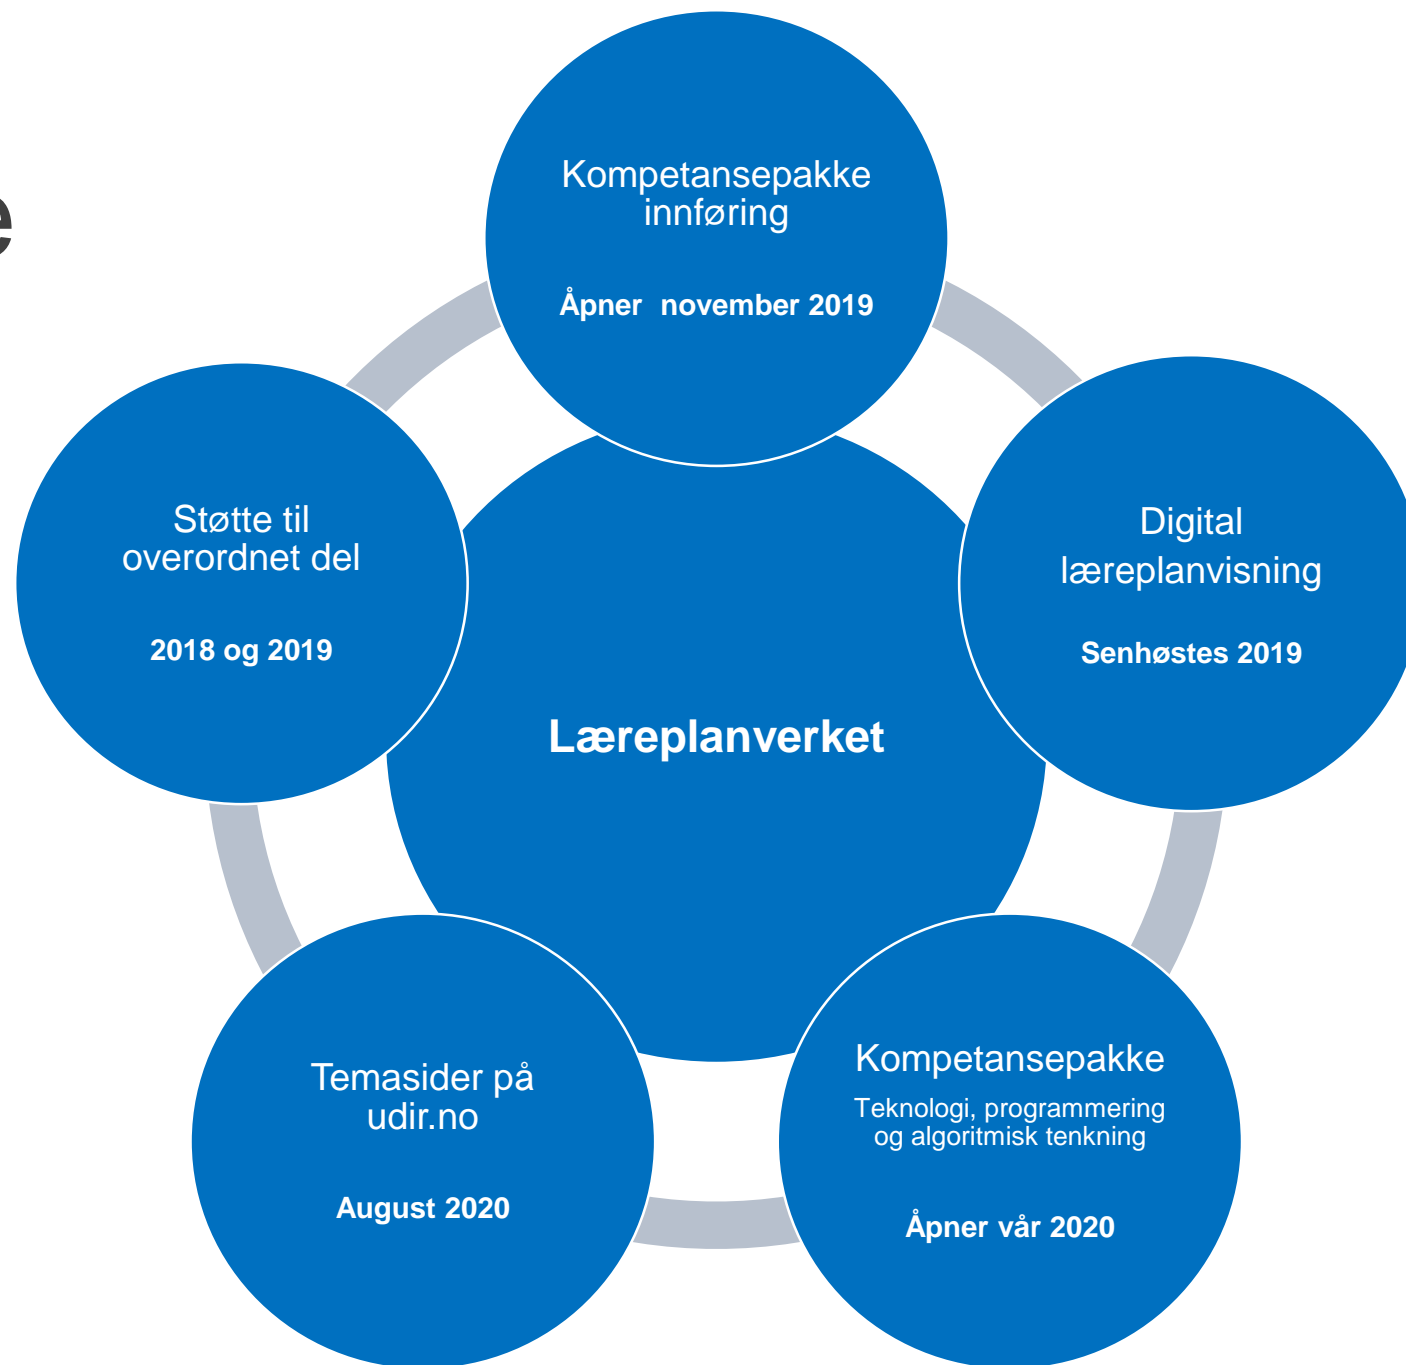 e
Kompetansepakke
innføring
Åpner  november 2019
Digital
læreplanvisning
Senhøstes 2019
Kompetansepakke
Teknologi, programmering
og algoritmisk tenkning
Åpner vår 2020
Temasider på
udir.no
August 2020
Støtte til
overordnet del
2018 og 2019
Læreplanverket